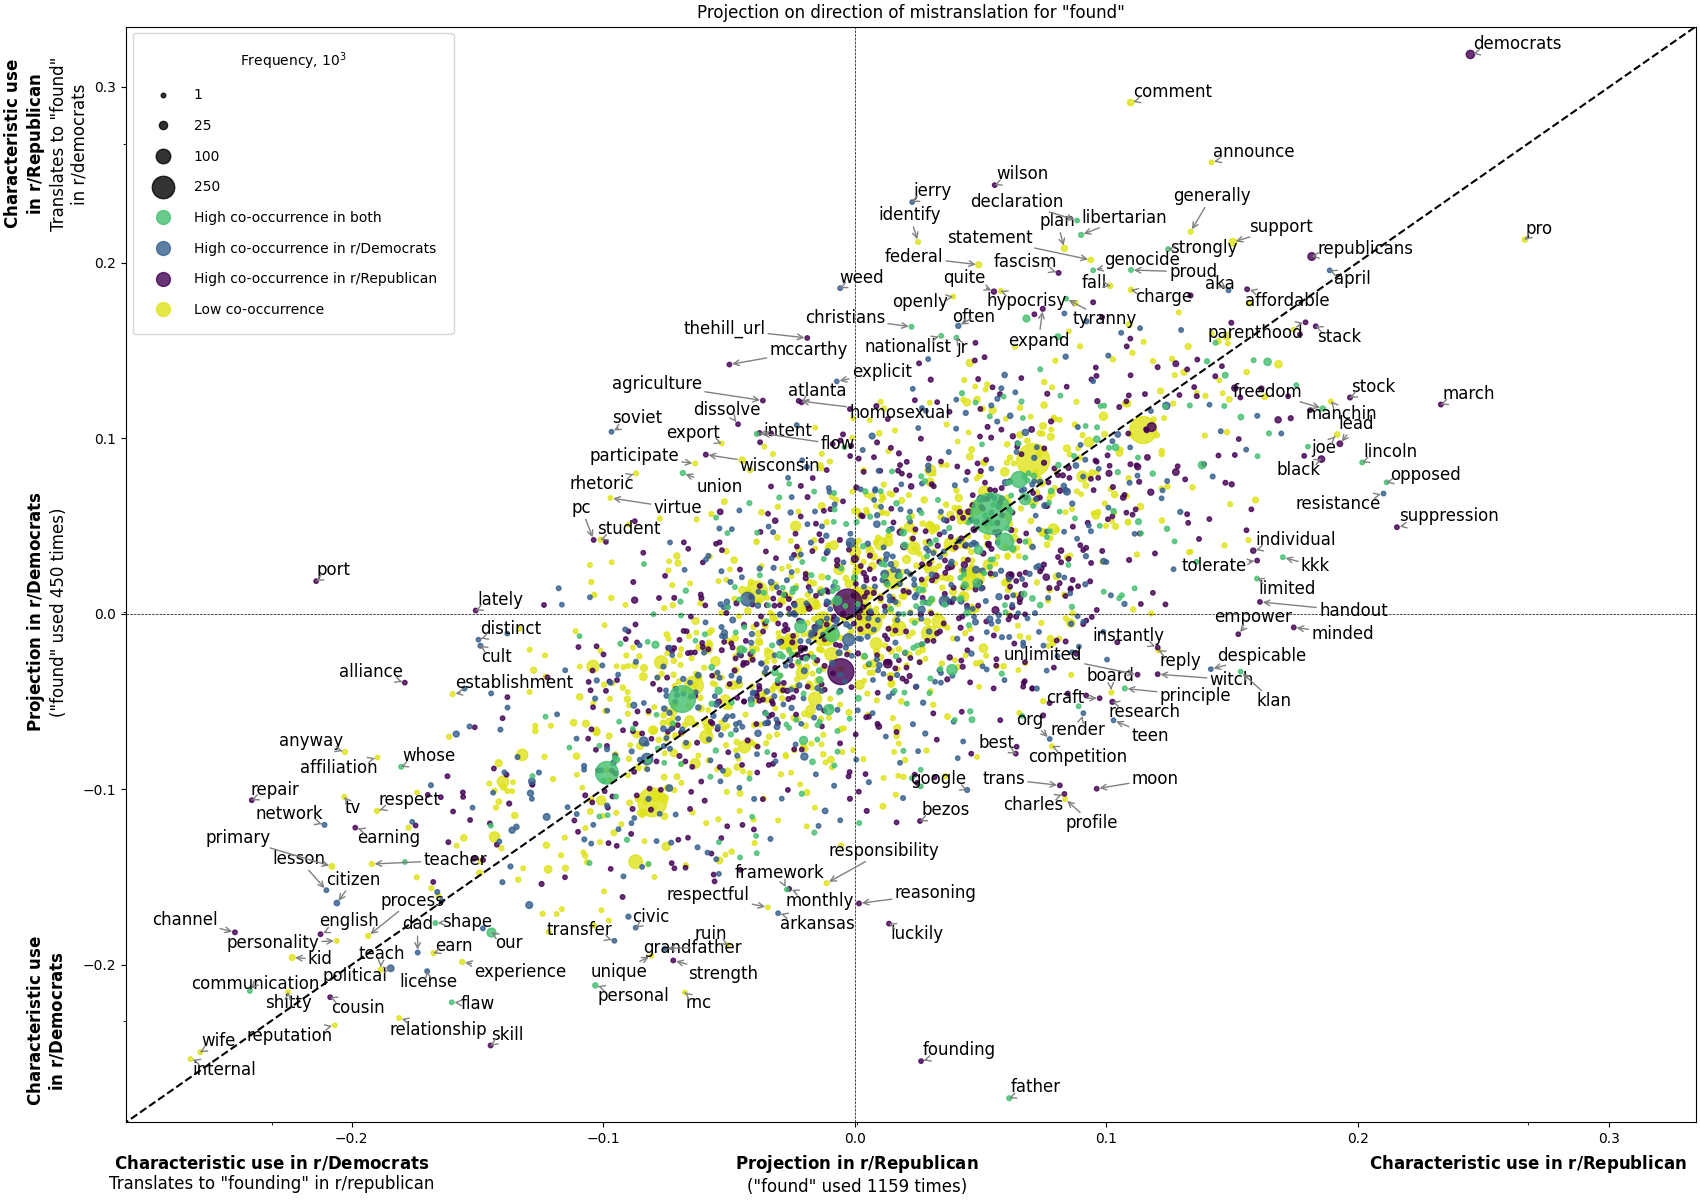 Projection on direction of mistranslation for "found"
Characteristic use
in r/Republican
Translates to "found"
in r/democrats
Projection in r/Democrats
("found" used 450 times)
Characteristic use
in r/Democrats
Frequency, 10³
1
25
100
250
High co-occurrence in both
High co-occurrence in r/Democrats
High co-occurrence in r/Republican
Low co-occurrence
0.3
0.2
0.1
0.0
−0.1
−0.2
democrats
comment
announce
wilson
jerry
declaration
generally
identify
plan
libertarian
support
pro
statement
strongly
republicans
federal
fascism
genocide
proud
weed
quite
fall
aka
april
openly
hypocrisy
charge
affordable
christians
often
tyranny
thehill_url
parenthood
stack
nationalist
jr
expand
mccarthy
explicit
agriculture
atlanta
freedom
stock
march
dissolve
homosexual
manchin
soviet
lead
export
intent
flow
joe
participate
wisconsin
black
lincoln
rhetoric
union
opposed
pc
virtue
resistance
student
suppression
individual
tolerate
kkk
port
limited
lately
handout
empower
distinct
instantly
minded
cult
unlimited
reply
despicable
alliance
board
witch
establishment
craft
principle
klan
research
org
render
teen
anyway
whose
best
affiliation
competition
google
trans
moon
repair
tv
respect
charles
network
bezos
profile
earning
primary
responsibility
lesson
teacher
framework
citizen
respectful
monthly
reasoning
process
arkansas
channel
english
dad
shape
civic
luckily
personality
our
transfer
ruin
kid
teach
earn
grandfather
political
experience
unique
strength
communication
license
shitty
cousin
flaw
personal
rnc
reputation
relationship
skill
wife
internal
founding
father
−0.2
−0.1
0.0
0.1
0.2
0.3
Characteristic use in r/Democrats
Translates to "founding" in r/republican
Projection in r/Republican
("found" used 1159 times)
Characteristic use in r/Republican